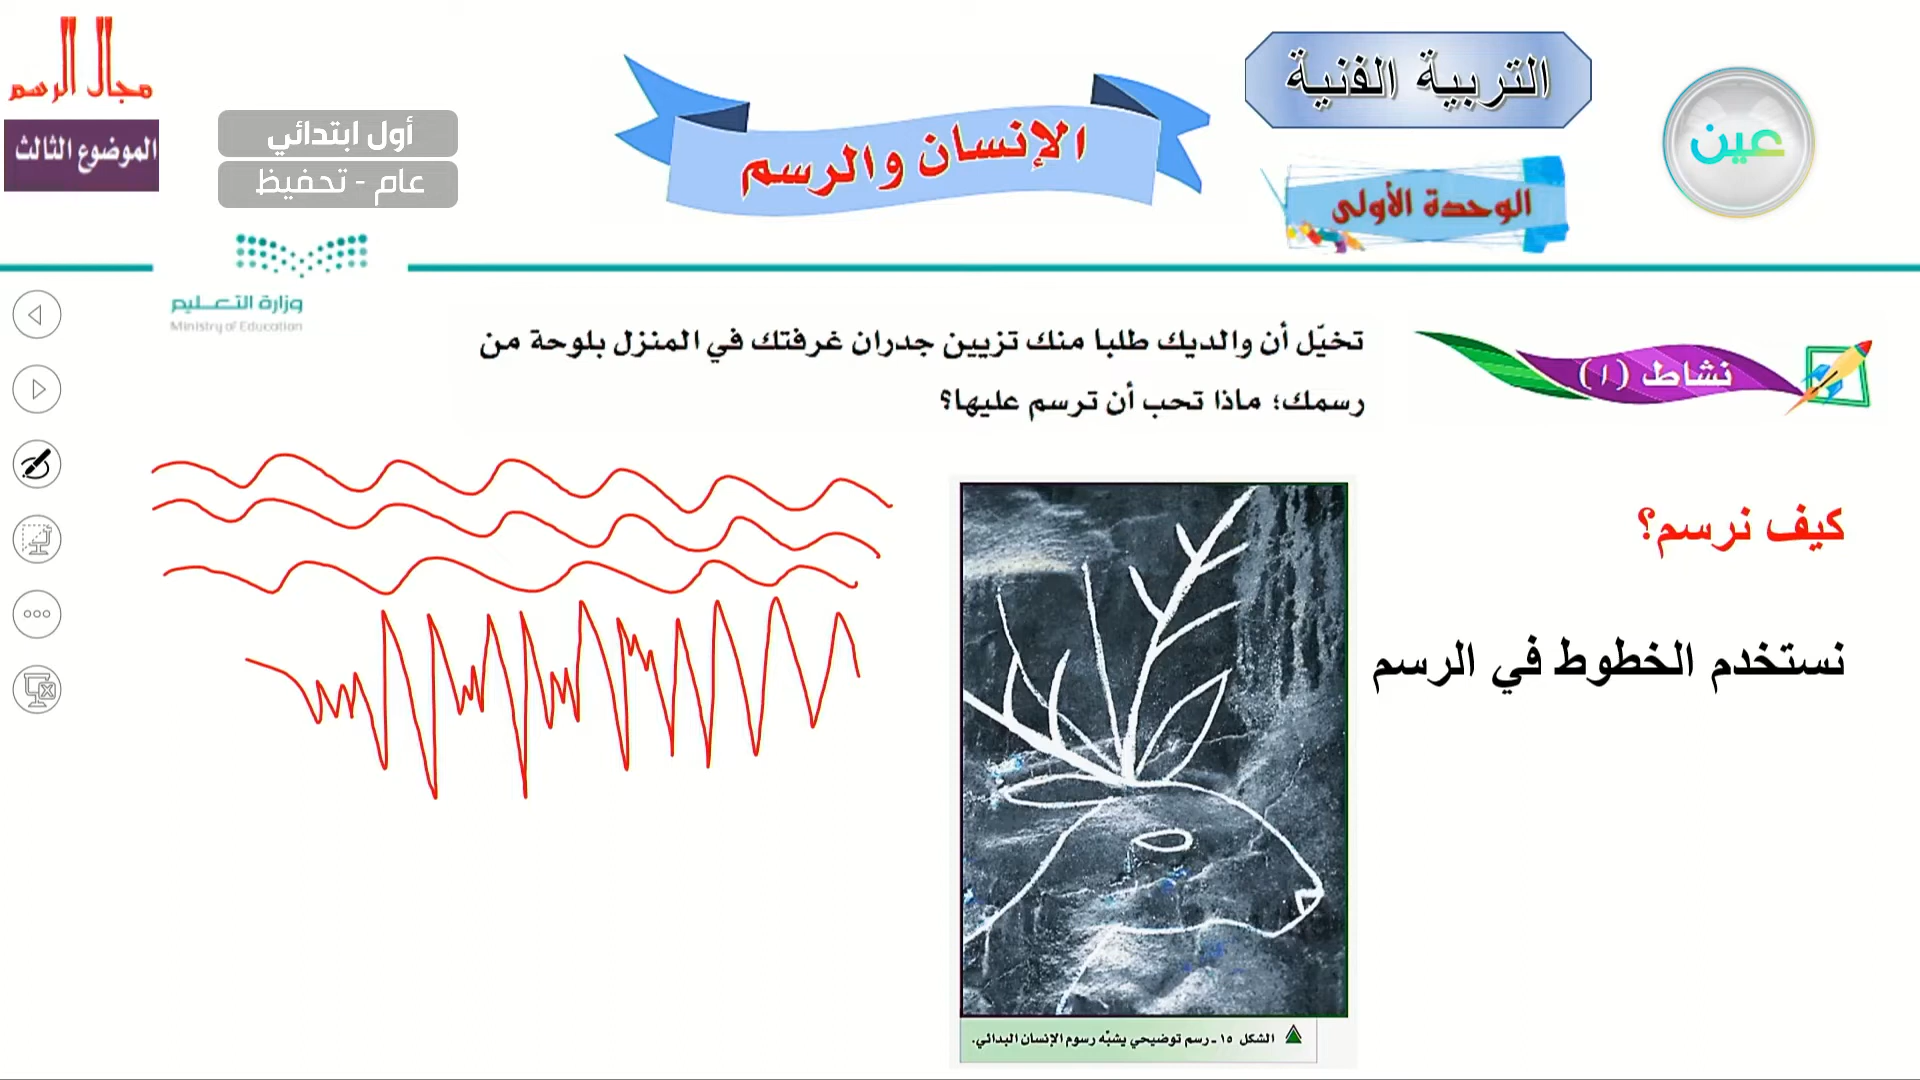 مجال الرسم
الموضوع الثالث
أول ابتدائي
عام - تحفيظ
الإنسان والرسم
التربية الفنية
الوحدة الأولى
عين
وزارة التعليم
Ministry of Education
نشاط (١)
تخيّل أن والديك طلبا منك تزيين جدران غرفتك في المنزل بلوحة من
رسمك؛ ماذا تحب أن ترسم عليها؟
كيف نرسم؟
نستخدم الخطوط في الرسم
الشكل ١٥ ـ رسم توضيحي يشبّه رسوم الإنسان البدائي.